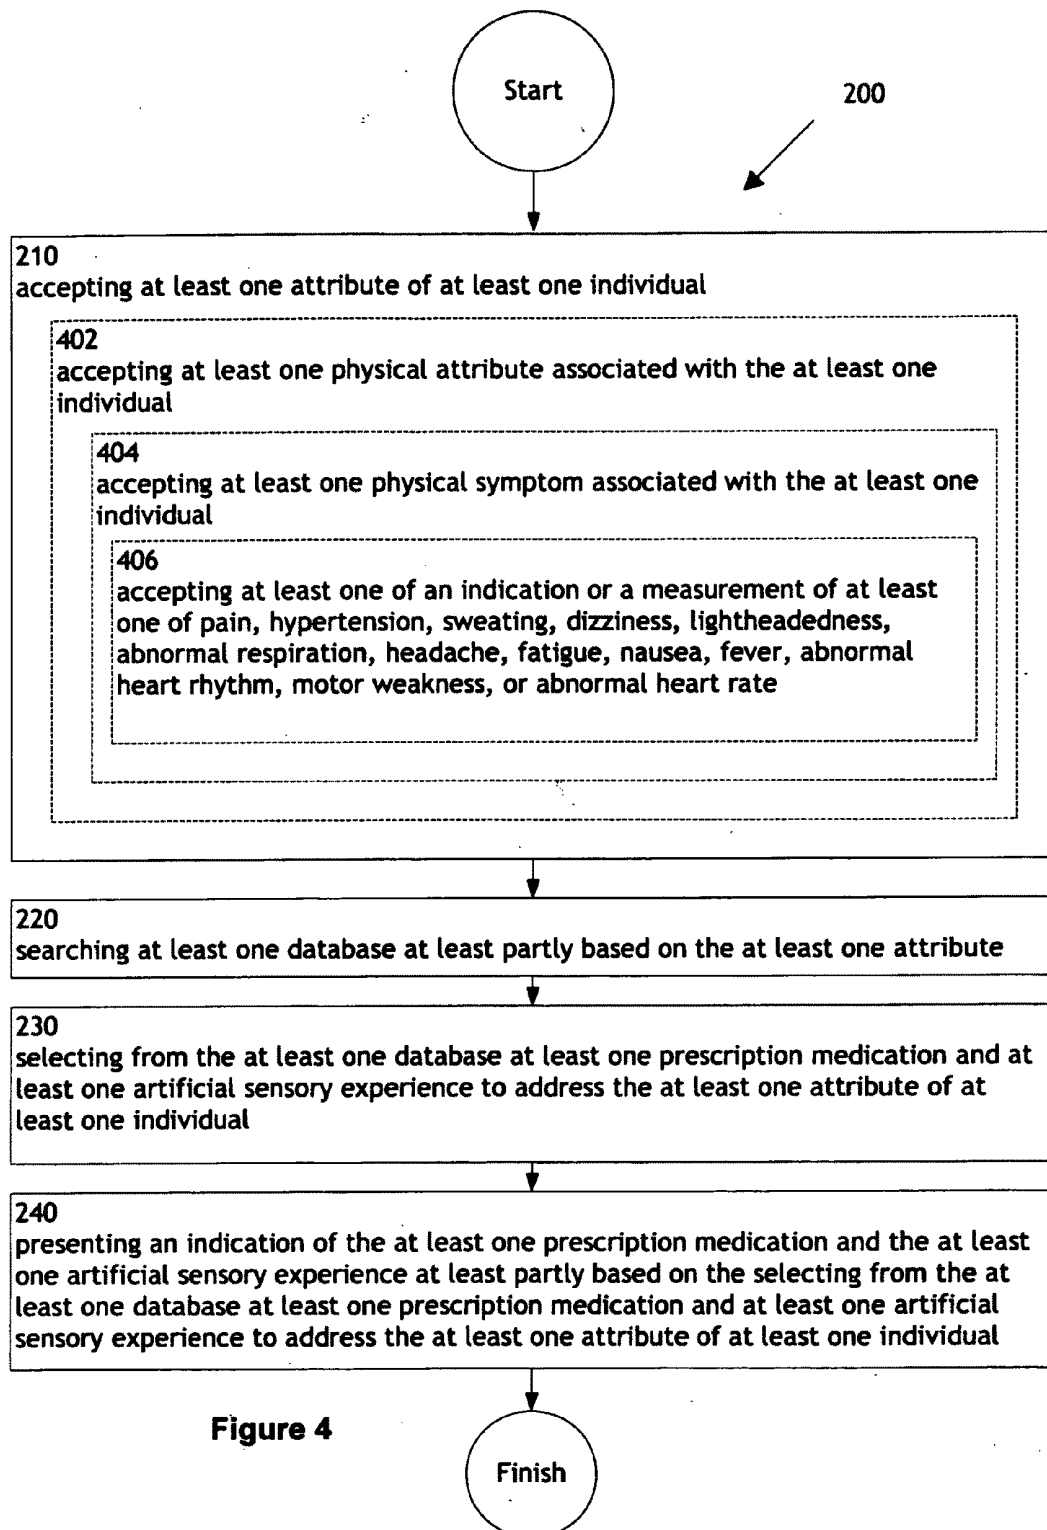 Start
200
210
accepting at least one attribute of at least one individual
402
accepting at least one physical attribute associated with the at least one
individual
404
accepting at least one physical symptom associated with the at least one
individual
406
accepting at least one of an indication or a measurement of at least
one of pain, hypertension, sweating, dizziness, lightheadedness,
abnormal respiration, headache, fatigue, nausea, fever, abnormal
heart rhythm, motor weakness, or abnormal heart rate
220
searching at least one database at least partly based on the at least one attribute
230
selecting from the at least one database at least one prescription medication and at
least one artificial sensory experience to address the at least one attribute of at
least one individual
240
presenting an indication of the at least one prescription medication and the at least
one artificial sensory experience at least partly based on the selecting from the at
least one database at least one prescription medication and at least one artificial
sensory experience to address the at least one attribute of at least one individual
Figure 4
Finish